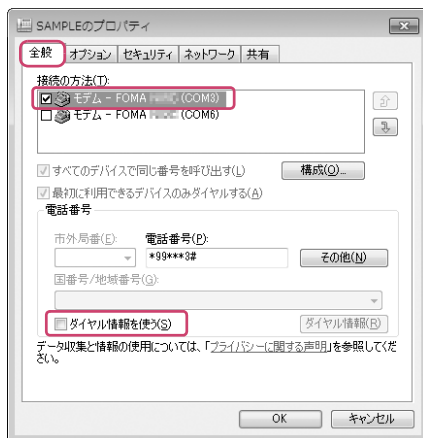 SAMPLEのプロパティ
全般 オプション セキュリティ ネットワーク 共有
接続の方法(T):
モデム - FOMA (COM3)
モデム - FOMA (COM6)
すべてのデバイスで同じ番号を呼び出す(L) 構成(O)...
最初に利用できるデバイスのみダイヤルする(A)
電話番号
市外局番(E): 電話番号(P):
*99***3# その他(N)
国番号/地域番号(G):
ダイヤル情報を使う(S) ダイヤル情報(R)
データ収集と情報の使用については、「プライバシーに関する声明」を参照してくだ
さい。
OK キャンセル